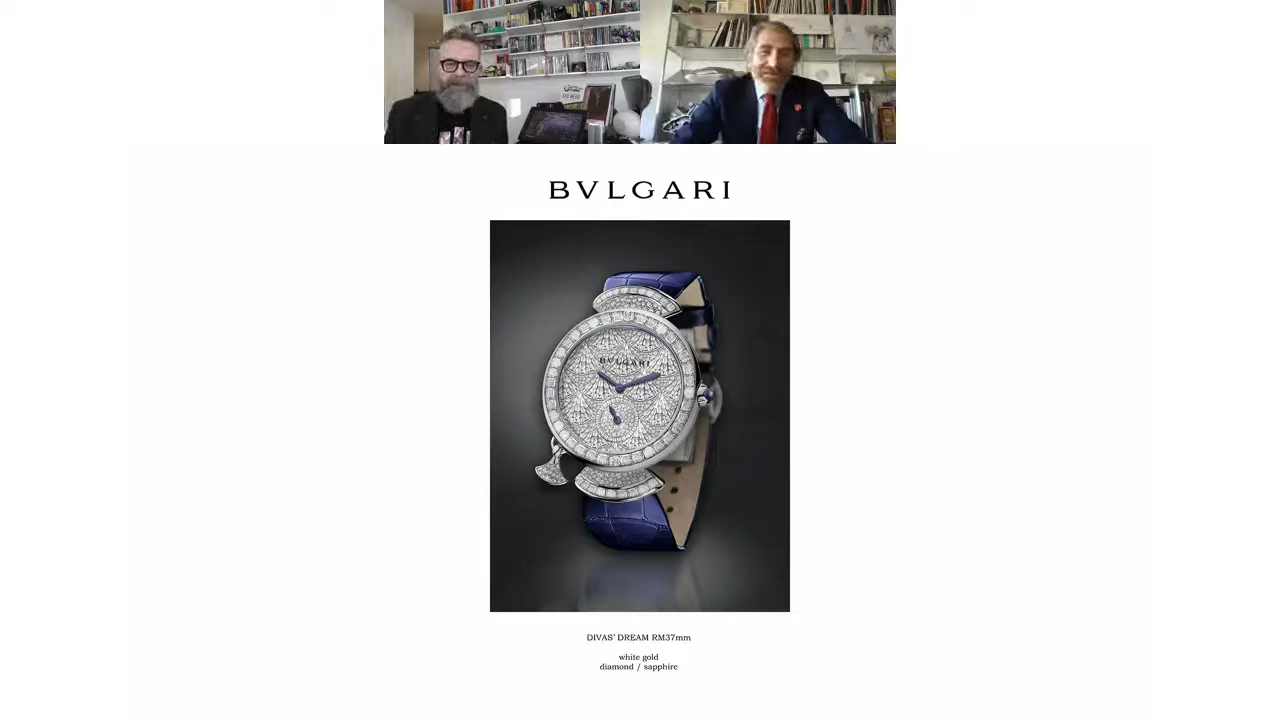 BVLGARI
BVLGARI
DIVAS' DREAM RM37mm
white gold
diamond / sapphire